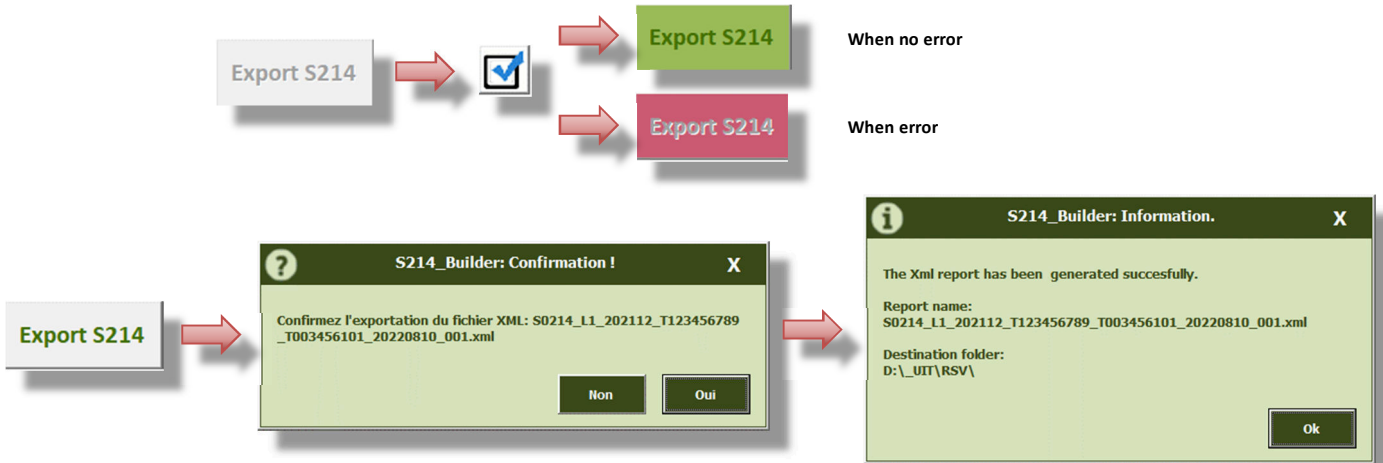 Export S214
Export S214
When no error
Export S214
When error
Export S214
S214_Builder: Confirmation !
X
Confirmez l'exportation du fichier XML: S0214_L1_202112_T123456789
_T003456101_20220810_001.xml
Non
Oui
S214_Builder: Information.
X
The Xml report has been generated succesfully.
Report name:
S0214_L1_202112_T123456789_T003456101_20220810_001.xml
Destination folder:
D:\_UIT\RSV\
Ok